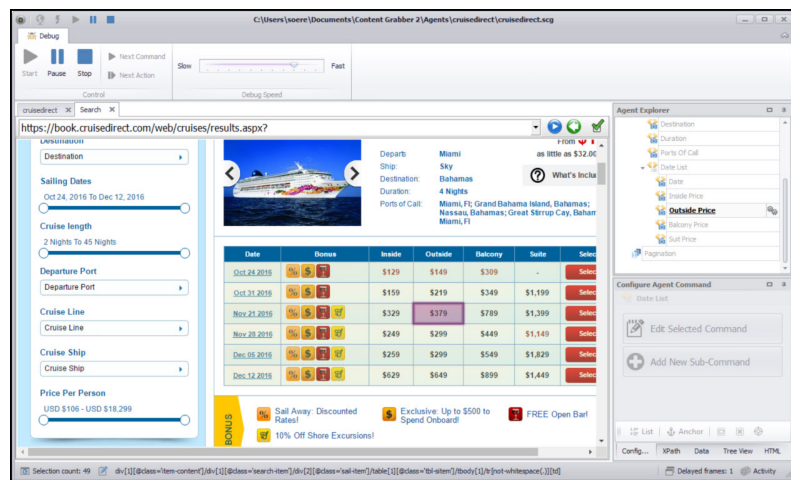 C:\Users\soere\Documents\Content Grabber 2\Agents\cruisedirect\cruisedirect.scg
Debug
Start
Pause
Stop
Next Command
Next Action
Control
Slow
Fast
Debug Speed
cruisedirect
Search
https://book.cruisedirect.com/web/cruises/results.aspx?
Destination
Destination
Sailing Dates
Oct 24, 2016 To Dec 12, 2016
Cruise length
2 Nights To 45 Nights
Departure Port
Departure Port
Cruise Line
Cruise Line
Cruise Ship
Cruise Ship
Price Per Person
USD $106 - USD $18,299
Depart: Miami
Ship: Sky
Destination: Bahamas
Duration: 4 Nights
Ports of Call: Miami, Fl; Grand Bahama Island, Bahamas;
Nassau, Bahamas; Great Stirrup Cay, Baham
Miami, Fl
From
as little as $32.00
What's Inclu
Date Bonus Inside Outside Balcony Suite Selec
Oct 24 2016 $129 $149 $309 - Selec
Oct 31 2016 $159 $219 $349 $1,199 Selec
Nov 21 2016 $329 $379 $789 $1,399 Selec
Nov 28 2016 $249 $299 $449 $1,149 Selec
Dec 05 2016 $259 $299 $549 $1,829 Selec
Dec 12 2016 $629 $649 $899 $1,449 Selec
BONUS
Sail Away: Discounted
Rates!
Exclusive: Up to $500 to
Spend Onboard!
FREE Open Bar!
10% Off Shore Excursions!
Agent Explorer
Destination
Duration
Ports Of Call
Date List
Date
Inside Price
Outside Price
Balcony Price
Suit Price
Pagination
Configure Agent Command
Date List
Edit Selected Command
Add New Sub-Command
List
Anchor
Config...
XPath
Data
Tree View
HTML
Selection count: 49
div[1][@class='item-content']/div[1][@class='search-item']/div[2][@class='sail-item']/table[1][@class='tbl-sitem']/tbody[1]/tr[not-whitespace(.)][td]
Delayed frames: 1
Activity